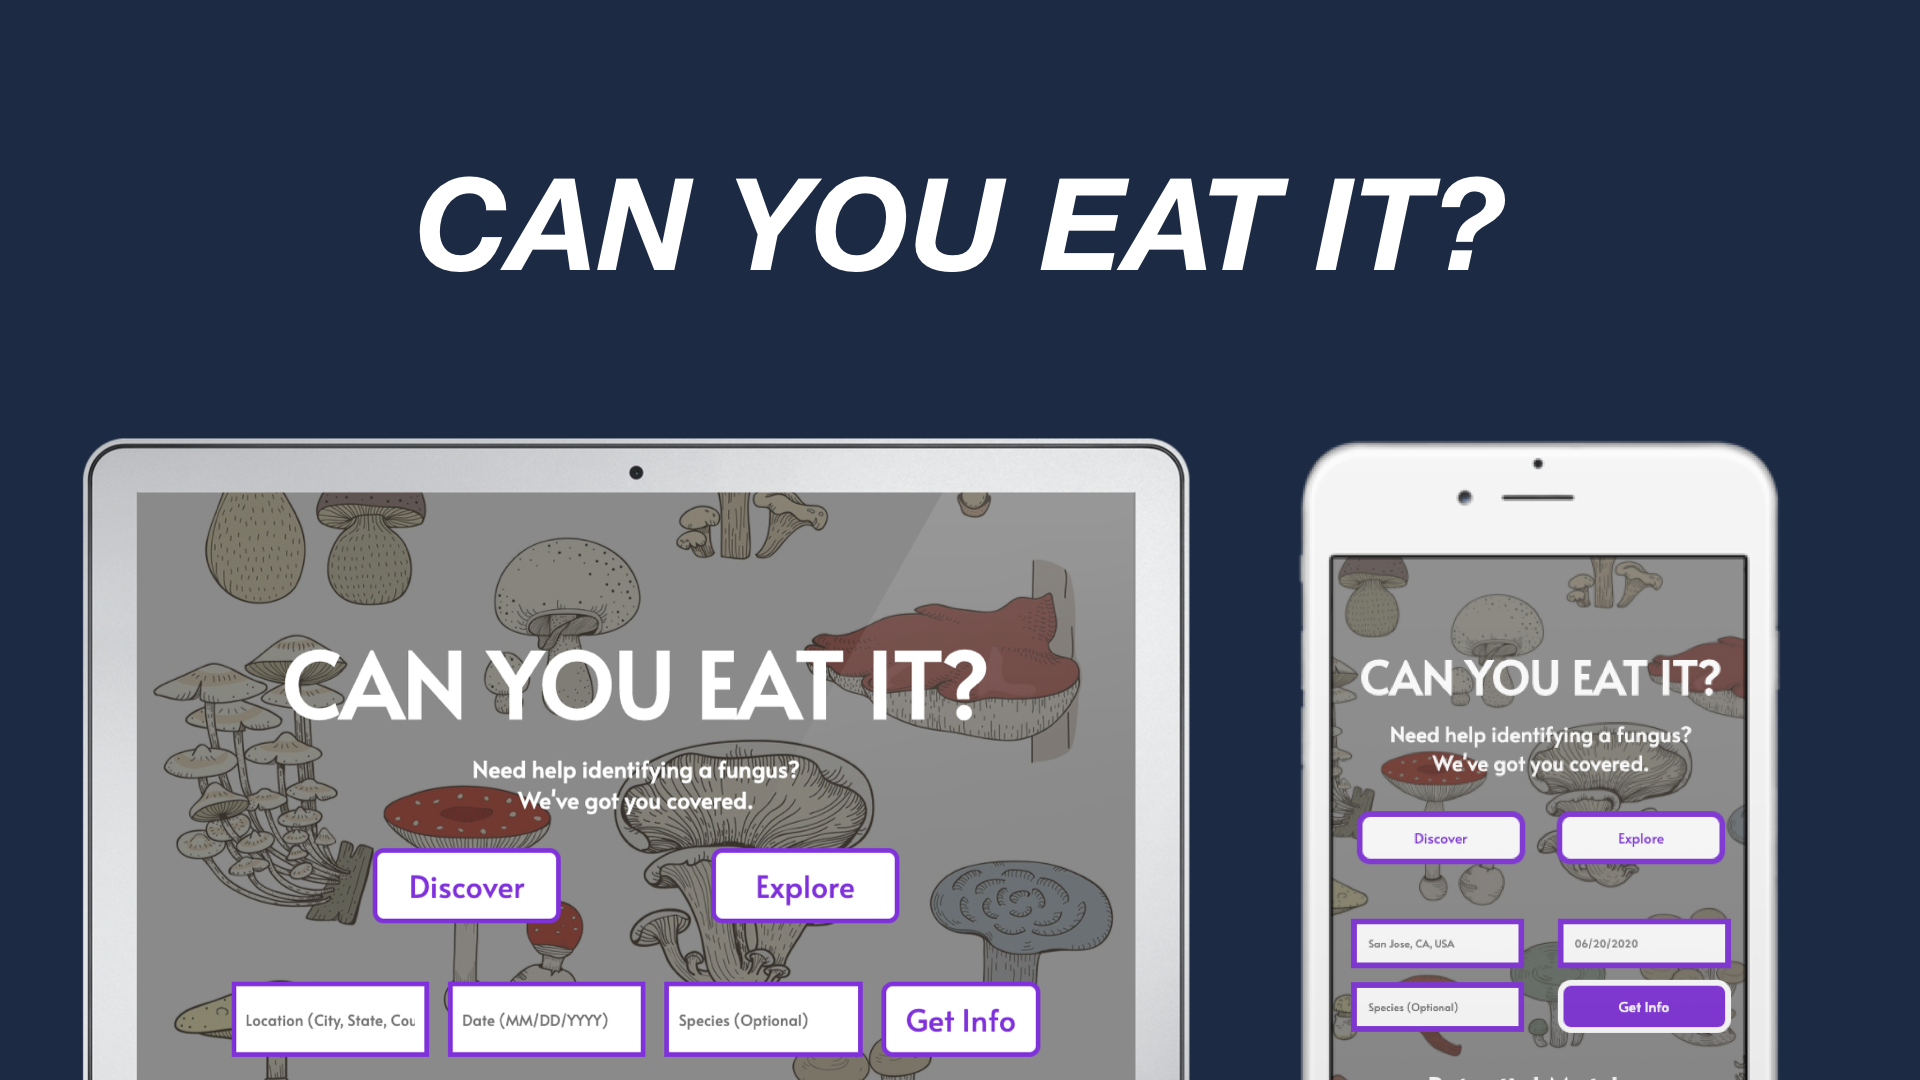 CAN YOU EAT IT?
CAN YOU EAT IT?
Need help identifying a fungus?
We've got you covered.
Discover
Explore
Location (City, State, Cou
Date (MM/DD/YYYY)
Species (Optional)
Get Info
CAN YOU EAT IT?
Need help identifying a fungus?
We've got you covered.
Discover
Explore
San Jose, CA, USA
06/20/2020
Species (Optional)
Get Info